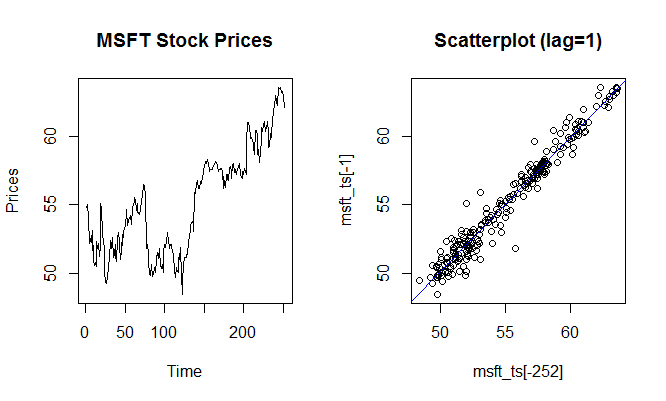 MSFT Stock Prices
Prices
50
55
60
0
50
100
200
Time
Scatterplot (lag=1)
msft_ts[-1]
50
55
60
50
55
60
msft_ts[-252]